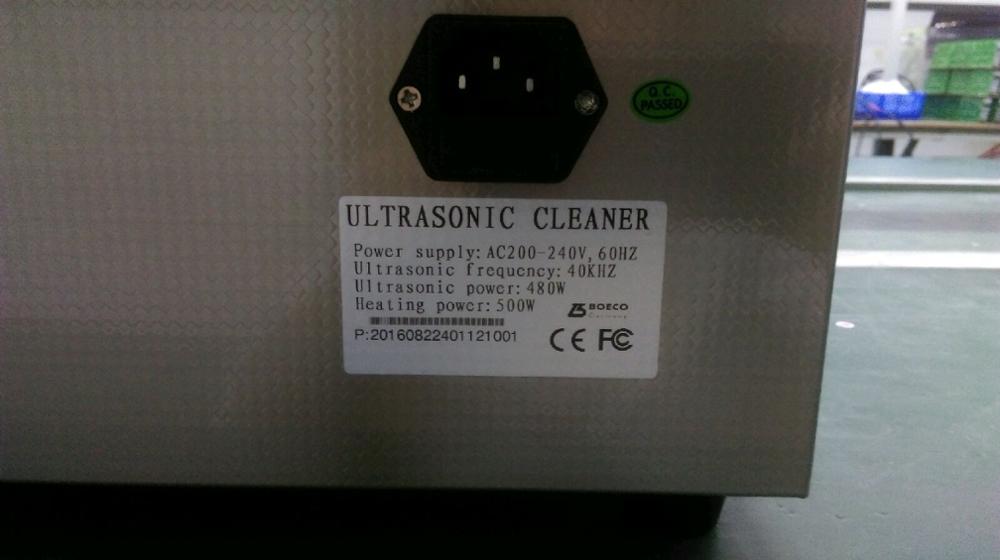 Q.C.
PASSED
ULTRASONIC CLEANER
Power supply: AC200-240V, 60HZ
Ultrasonic frequency: 40KHZ
Ultrasonic power: 480W
Heating power: 500W
BOECO
Germany
P:20160822401121001
CE FC